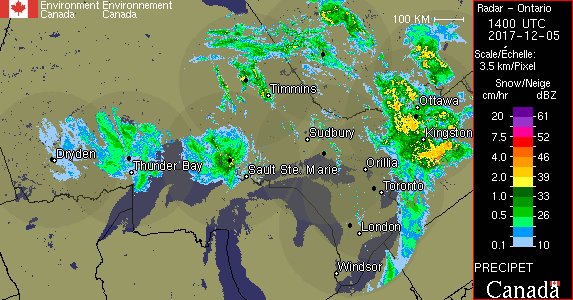 Environment Environnement
Canada Canada
100 KM
Timmins
Ottawa
Sudbury
Kingston
Dryden
Thunder Bay
Sault Ste. Marie
Orillia
Toronto
London
Windsor
Radar - Ontario
1400 UTC
2017-12-05
Scale/Échelle:
3.5 km/Pixel
Snow/Neige
cm/hr dBZ
20 61
7.5 52
4.0 46
2.0 39
1.0 33
0.5 26
0.1 10
PRECIPET
Canada